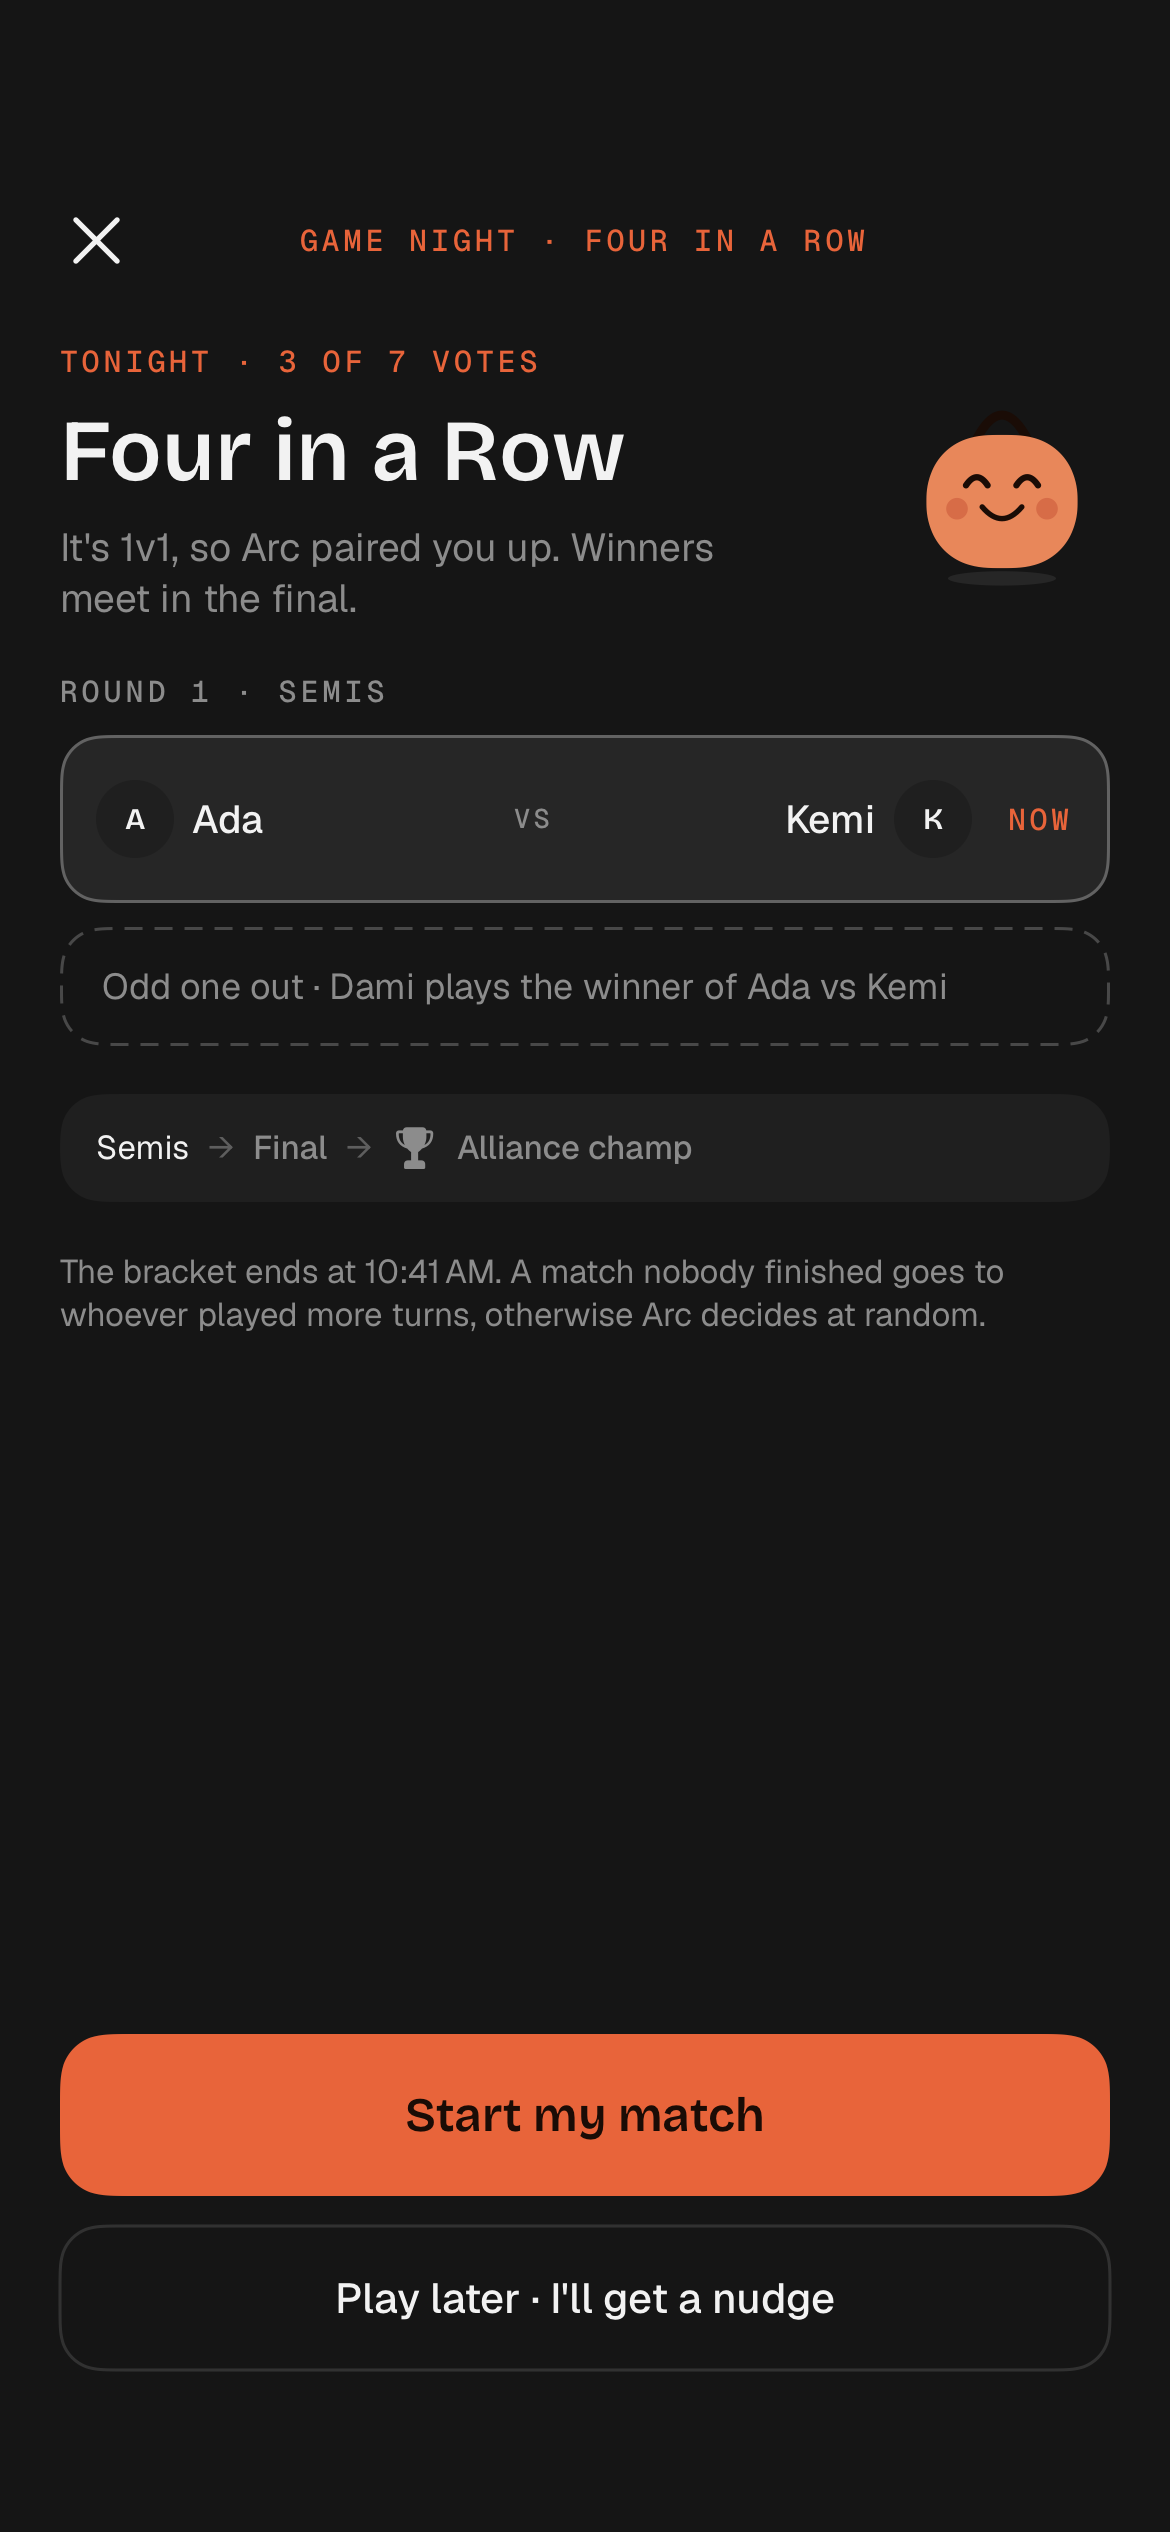 GAME NIGHT · FOUR IN A ROW
TONIGHT · 3 OF 7 VOTES
Four in a Row
It's 1v1, so Arc paired you up. Winners
meet in the final.
ROUND 1 · SEMIS
A Ada VS Kemi K NOW
Odd one out · Dami plays the winner of Ada vs Kemi
Semis → Final → Alliance champ
The bracket ends at 10:41 AM. A match nobody finished goes to
whoever played more turns, otherwise Arc decides at random.
Start my match
Play later · I'll get a nudge